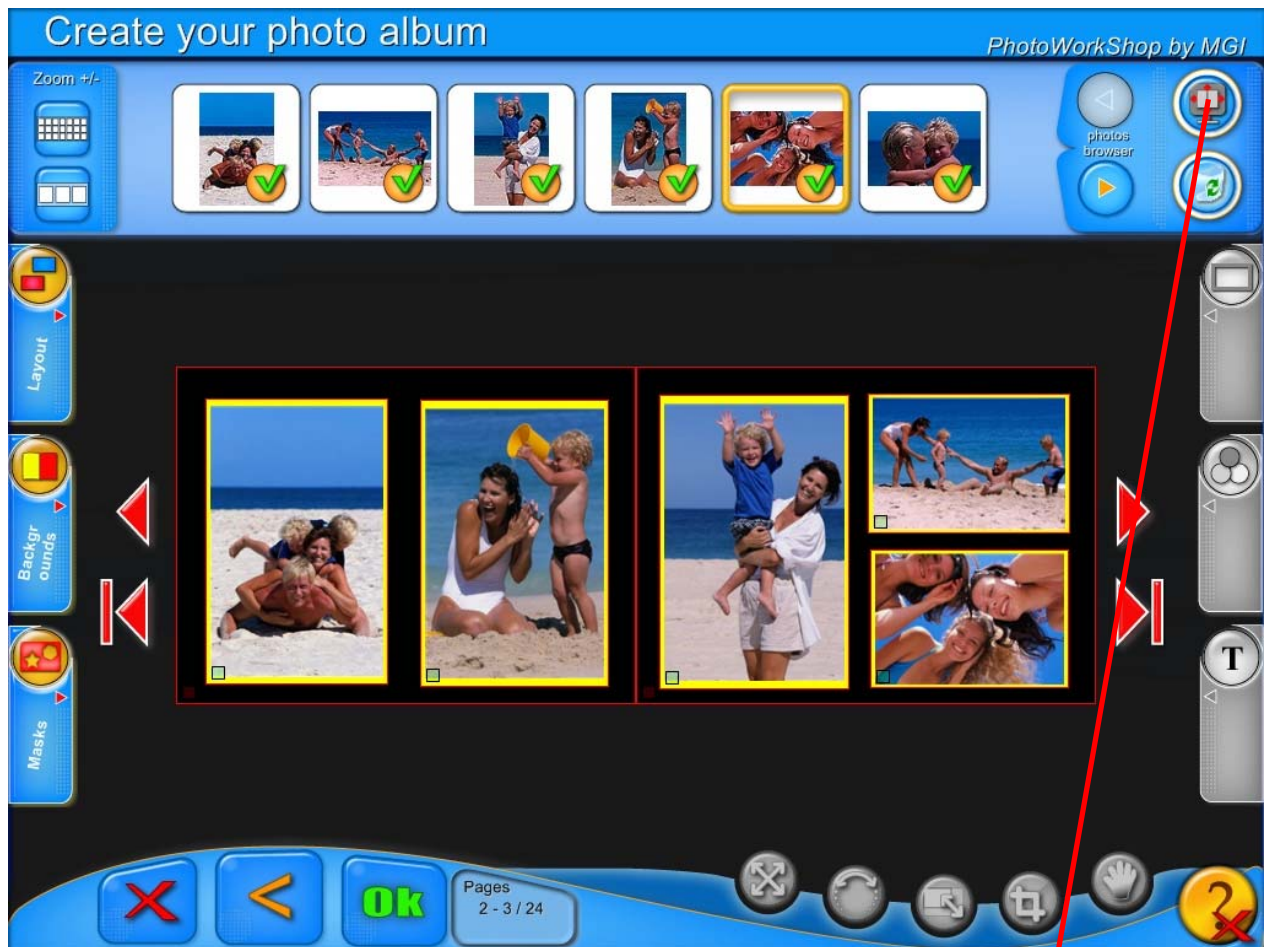 Create your photo album
PhotoWorkShop by MGI
Zoom +/-
photos
browser
Layout
Backgr
ounds
Masks
T
Ok
Pages
2 - 3 / 24
?